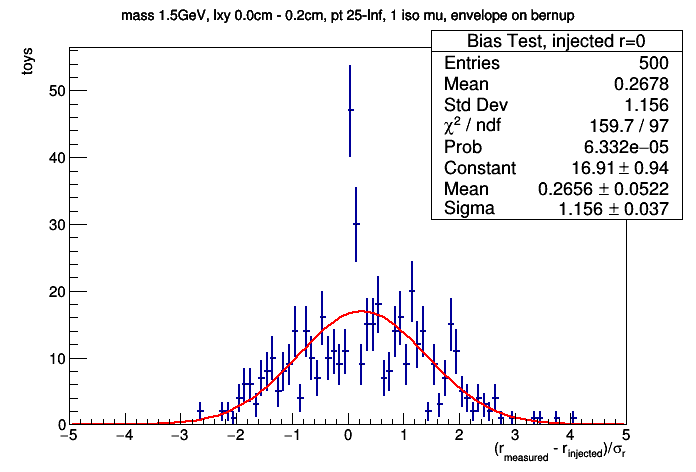 mass 1.5GeV, lxy 0.0cm - 0.2cm, pt 25-Inf, 1 iso mu, envelope on bernup
Bias Test, injected r=0
Entries 500
Mean 0.2678
Std Dev 1.156
χ² / ndf 159.7 / 97
Prob 6.332e−05
Constant 16.91 ± 0.94
Mean 0.2656 ± 0.0522
Sigma 1.156 ± 0.037
toys
50
40
30
20
10
0
−5 −4 −3 −2 −1 0 1 2 3 4 5
(r_measured - r_injected)/σ_r